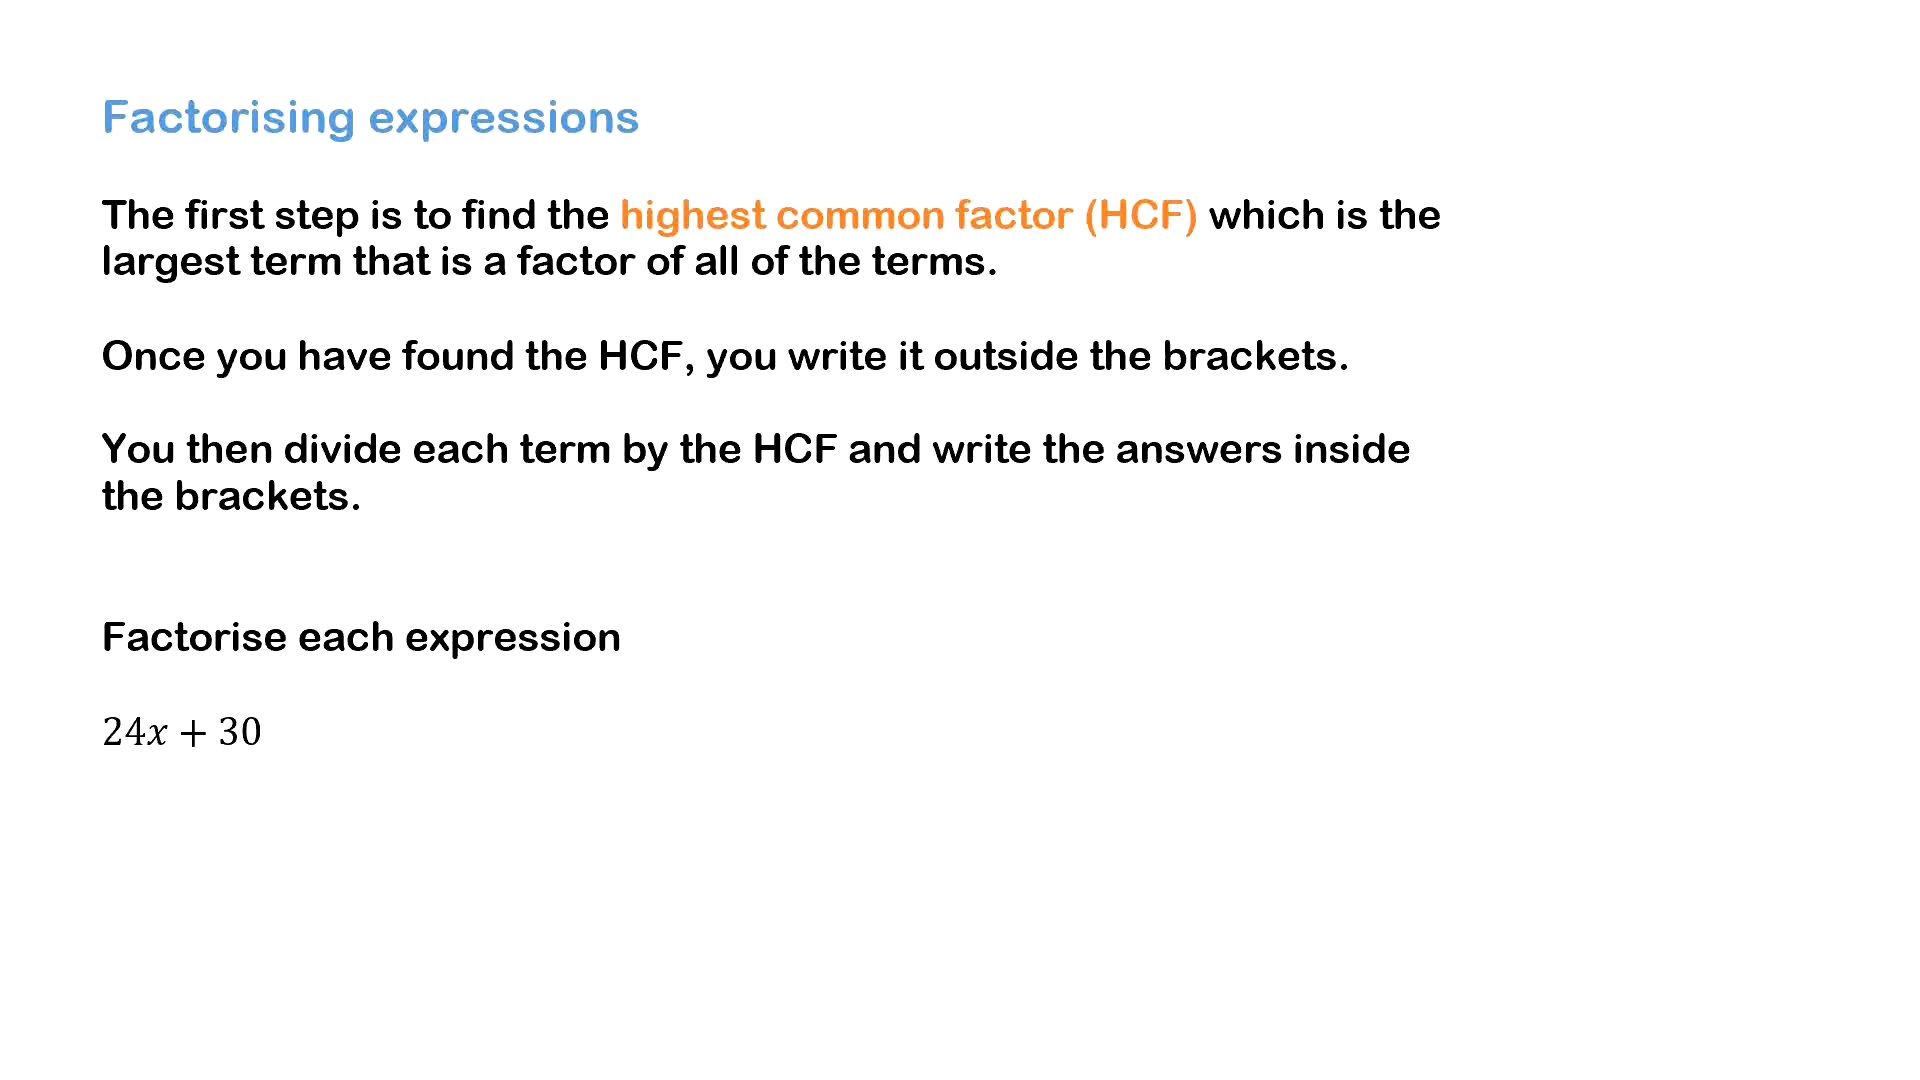 Factorising expressions
The first step is to find the highest common factor (HCF) which is the
largest term that is a factor of all of the terms.
Once you have found the HCF, you write it outside the brackets.
You then divide each term by the HCF and write the answers inside
the brackets.
Factorise each expression
24𝑥 + 30